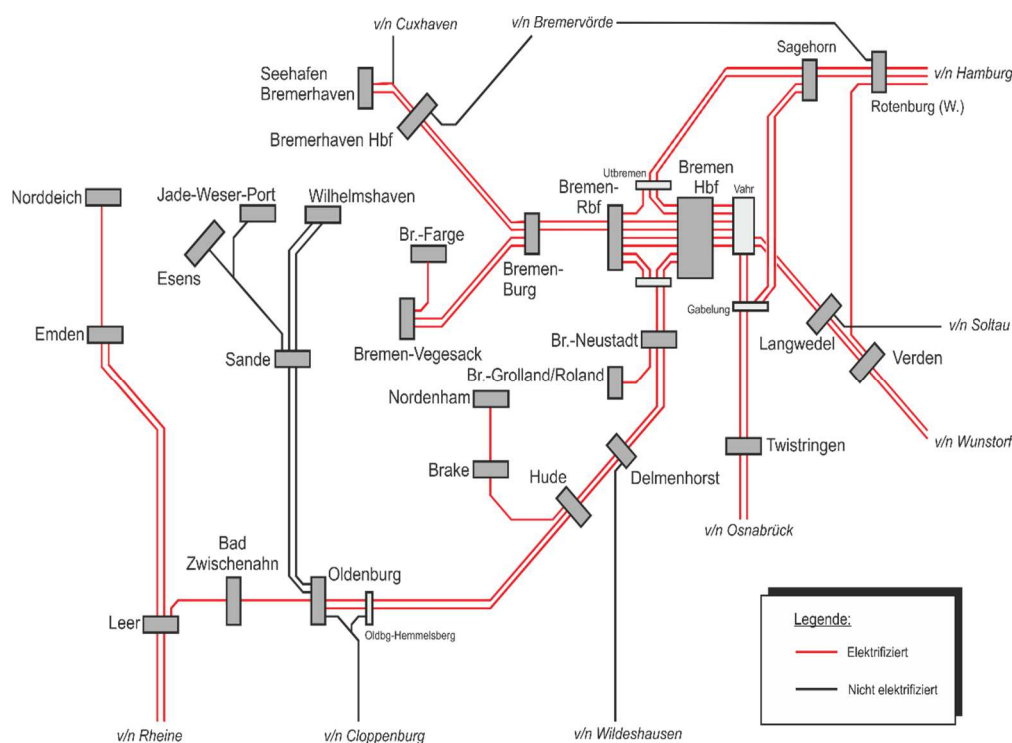 v/n Cuxhaven
v/n Bremervörde
Sagehorn
Seehafen
Bremerhaven
v/n Hamburg
Rotenburg (W.)
Bremerhaven Hbf
Utbremen
Bremen
Hbf
Vahr
Bremen-
Rbf
Norddeich
Jade-Weser-Port
Wilhelmshaven
Br.-Farge
Esens
Bremen-
Burg
Gabelung
Emden
v/n Soltau
Langwedel
Br.-Neustadt
Bremen-Vegesack
Sande
Verden
Br.-Grolland/Roland
Nordenham
v/n Wunstorf
Twistringen
Brake
Hude
Delmenhorst
v/n Osnabrück
Bad
Zwischenahn
Oldenburg
Leer
Oldbg-Hemmelsberg
Legende:
Elektrifiziert
Nicht elektrifiziert
v/n Rheine
v/n Cloppenburg
v/n Wildeshausen